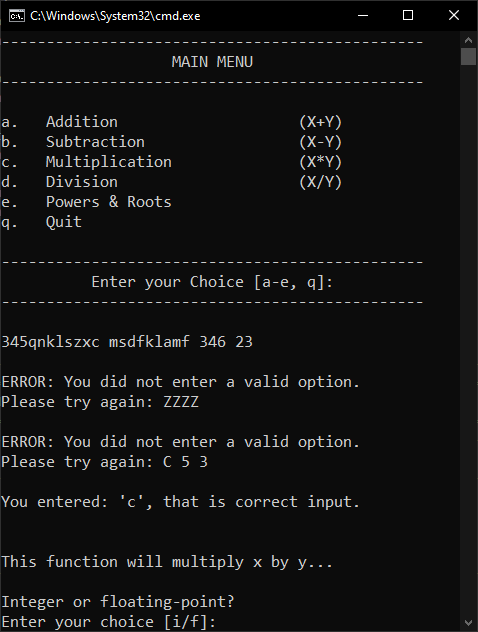 C:\Windows\System32\cmd.exe
-----------------------------------------------
MAIN MENU
-----------------------------------------------
a. Addition (X+Y)
b. Subtraction (X-Y)
c. Multiplication (X*Y)
d. Division (X/Y)
e. Powers & Roots
q. Quit
-----------------------------------------------
Enter your Choice [a-e, q]:
-----------------------------------------------
345qnklszxc msdfklamf 346 23
ERROR: You did not enter a valid option.
Please try again: ZZZZ
ERROR: You did not enter a valid option.
Please try again: C 5 3
You entered: 'c', that is correct input.
This function will multiply x by y...
Integer or floating-point?
Enter your choice [i/f]: